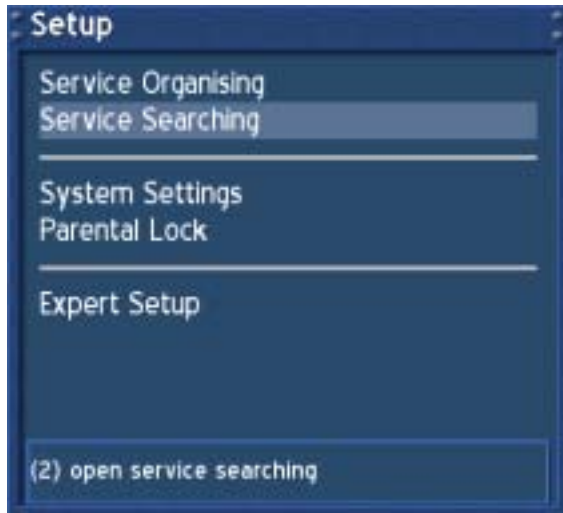 Setup
Service Organising
Service Searching
System Settings
Parental Lock
Expert Setup
(2) open service searching